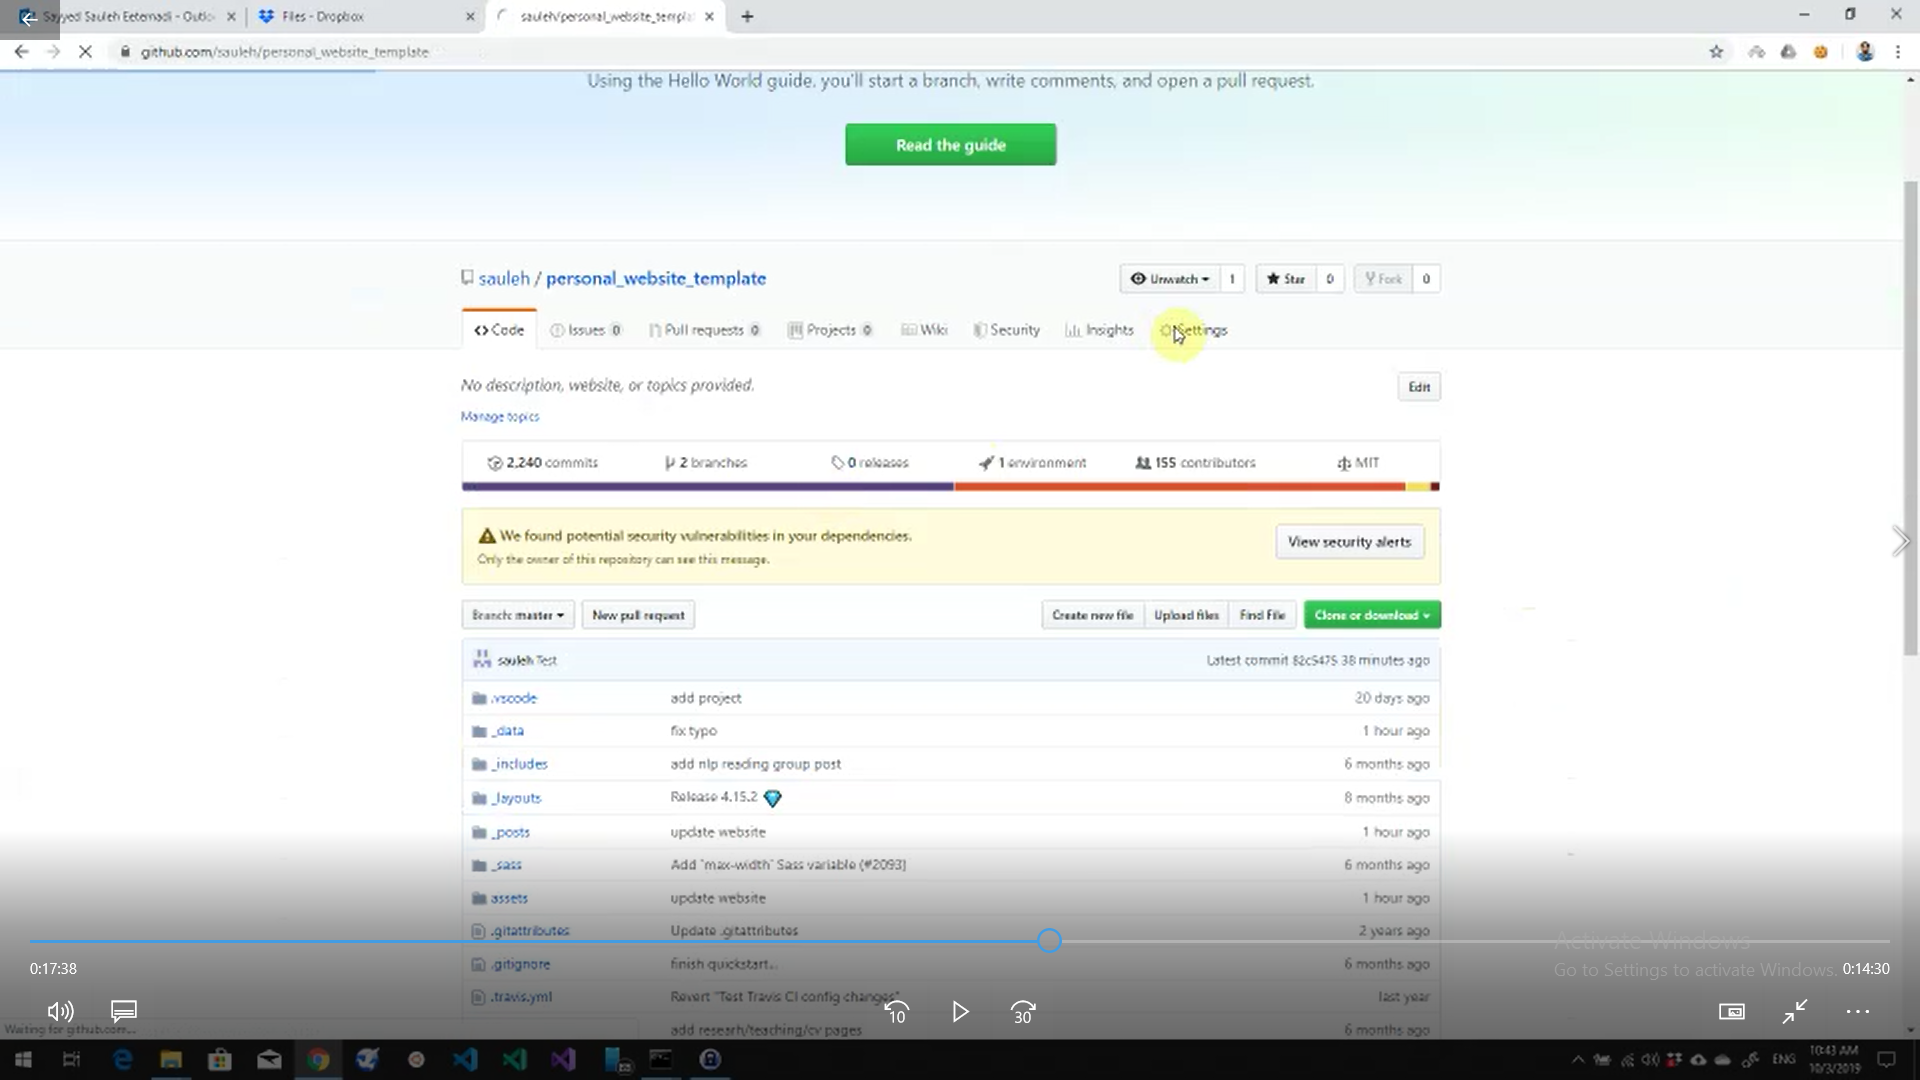 Sayyed Sauleh Eetemadi - Outlo
Files - Dropbox
sauleh/personal_website_templa
github.com/sauleh/personal_website_template
Using the Hello World guide, you'll start a branch, write comments, and open a pull request.
Read the guide
sauleh / personal_website_template
Unwatch 1
Star 0
Fork 0
Code
Issues 0
Pull requests 0
Projects 0
Wiki
Security
Insights
Settings
No description, website, or topics provided.
Edit
Manage topics
2,240 commits
2 branches
0 releases
1 environment
155 contributors
MIT
We found potential security vulnerabilities in your dependencies.
Only the owner of this repository can see this message.
View security alerts
Branch: master
New pull request
Create new file
Upload files
Find File
Clone or download
sauleh Test
Latest commit 82c5475 38 minutes ago
.vscode add project 20 days ago
_data fix typo 1 hour ago
_includes add nlp reading group post 6 months ago
_layouts Release 4.15.2 💎 8 months ago
_posts update website 1 hour ago
_sass Add `max-width` Sass variable (#2093) 6 months ago
assets update website 1 hour ago
.gitattributes Update .gitattributes 2 years ago
.gitignore finish quickstart.. 6 months ago
.travis.yml Revert "Test Travis CI config changes" last year
add researh/teaching/cv pages 6 months ago
Activate Windows
Go to Settings to activate Windows.
0:17:38
0:14:30
10
30
Waiting for github.com...
ENG
10:43 AM
10/3/2019